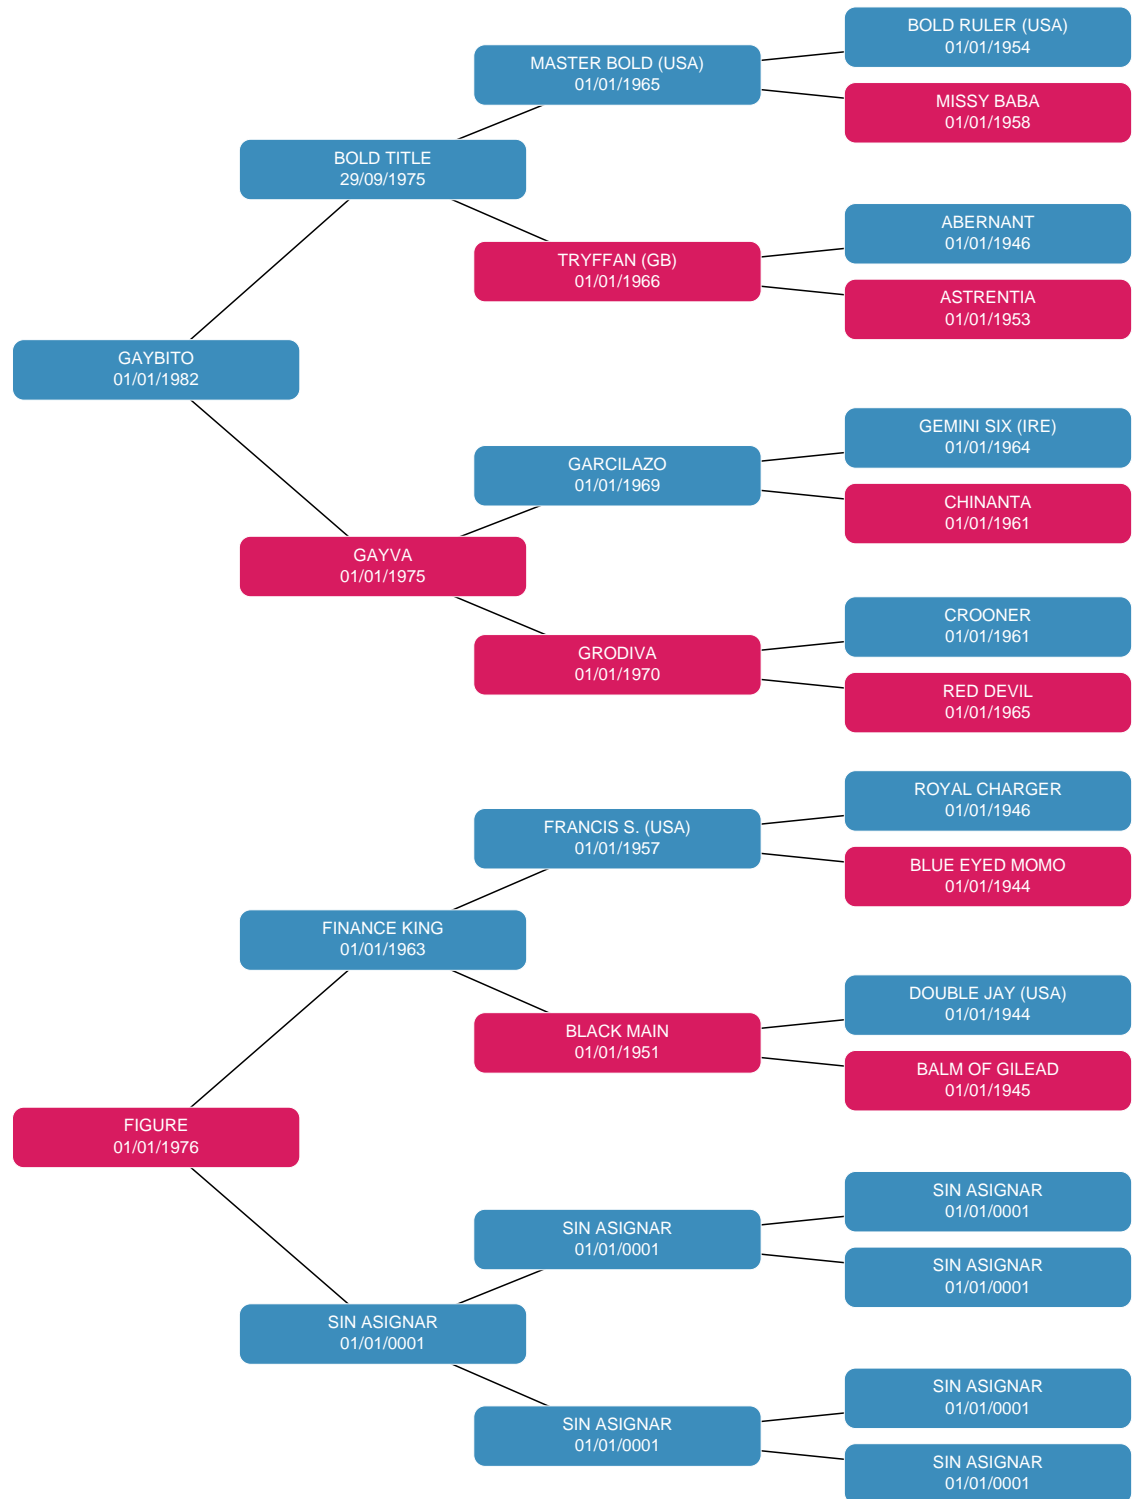 BOLD RULER (USA)
01/01/1954
MASTER BOLD (USA)
01/01/1965
MISSY BABA
01/01/1958
BOLD TITLE
29/09/1975
ABERNANT
01/01/1946
TRYFFAN (GB)
01/01/1966
ASTRENTIA
01/01/1953
GAYBITO
01/01/1982
GEMINI SIX (IRE)
01/01/1964
GARCILAZO
01/01/1969
CHINANTA
01/01/1961
GAYVA
01/01/1975
CROONER
01/01/1961
GRODIVA
01/01/1970
RED DEVIL
01/01/1965
ROYAL CHARGER
01/01/1946
FRANCIS S. (USA)
01/01/1957
BLUE EYED MOMO
01/01/1944
FINANCE KING
01/01/1963
DOUBLE JAY (USA)
01/01/1944
BLACK MAIN
01/01/1951
BALM OF GILEAD
01/01/1945
FIGURE
01/01/1976
SIN ASIGNAR
01/01/0001
SIN ASIGNAR
01/01/0001
SIN ASIGNAR
01/01/0001
SIN ASIGNAR
01/01/0001
SIN ASIGNAR
01/01/0001
SIN ASIGNAR
01/01/0001
SIN ASIGNAR
01/01/0001